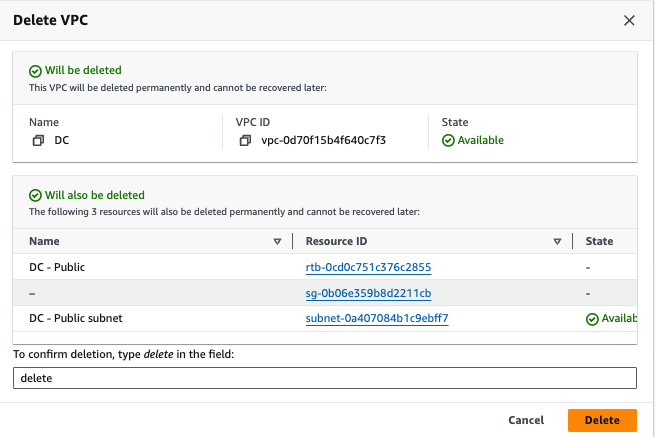 Delete VPC
Will be deleted
This VPC will be deleted permanently and cannot be recovered later:
Name VPC ID State
DC vpc-0d70f15b4f640c7f3 Available
Will also be deleted
The following 3 resources will also be deleted permanently and cannot be recovered later:
Name Resource ID State
DC - Public rtb-0cd0c751c376c2855 -
– sg-0b06e359b8d2211cb -
DC - Public subnet subnet-0a407084b1c9ebff7 Availab
To confirm deletion, type delete in the field:
delete
Cancel Delete